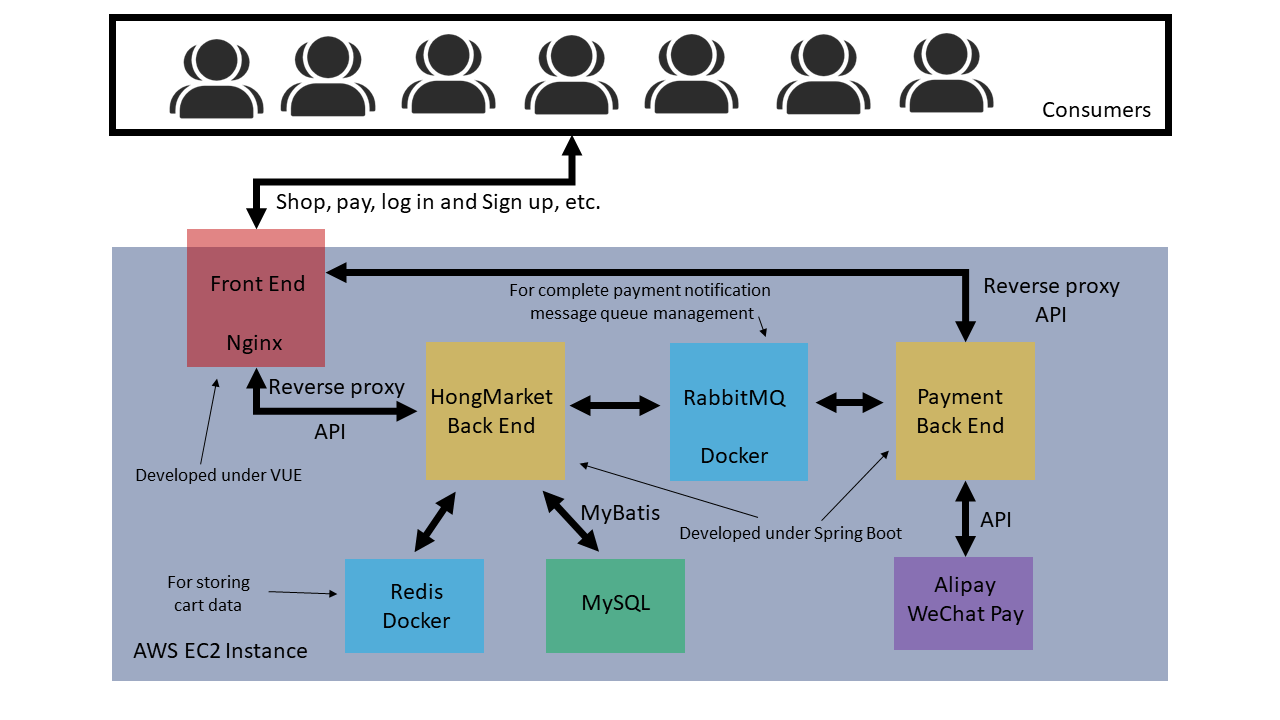 Consumers
Shop, pay, log in and Sign up, etc.
Front End
Nginx
For complete payment notification
message queue management
Reverse proxy
API
Reverse proxy
API
HongMarket
Back End
RabbitMQ
Docker
Payment
Back End
Developed under VUE
MyBatis
Developed under Spring Boot
API
For storing
cart data
Redis
Docker
MySQL
Alipay
WeChat Pay
AWS EC2 Instance